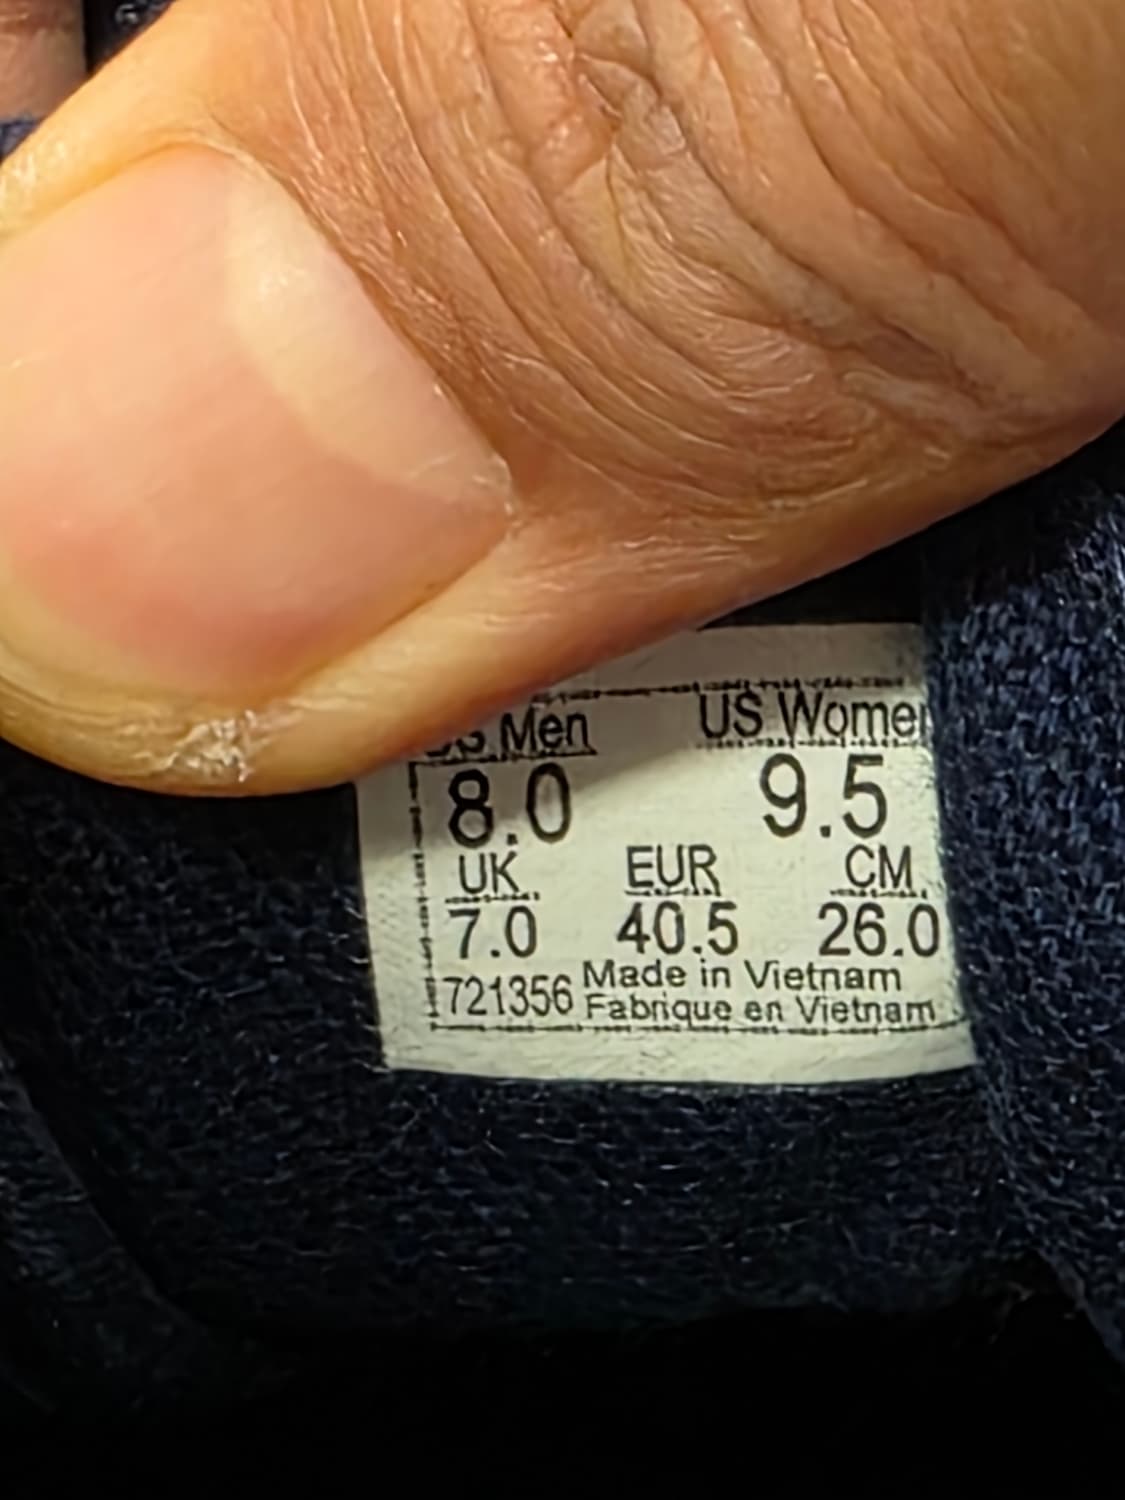 US Men US Women
8.0 9.5
UK EUR CM
7.0 40.5 26.0
721356 Made in Vietnam
Fabrique en Vietnam